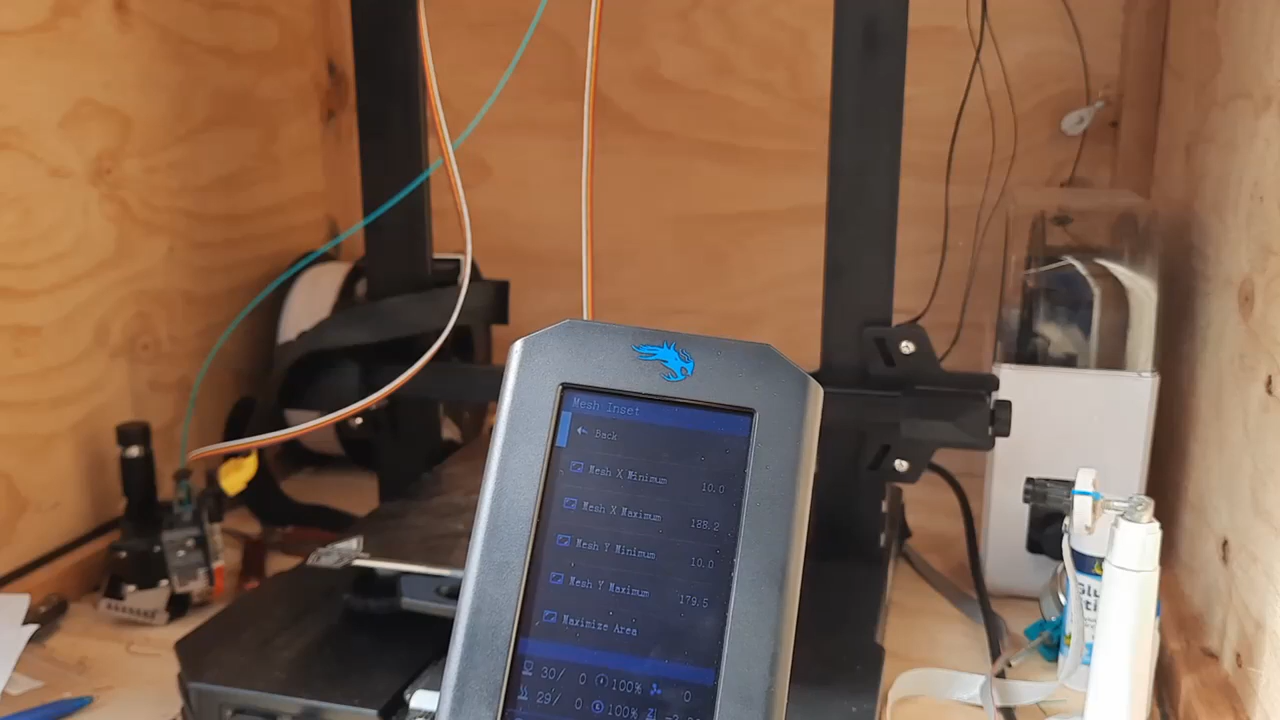 Mesh Inset
Back
Mesh X Minimum 10.0
Mesh X Maximum 188.2
Mesh Y Minimum 10.0
Mesh Y Maximum 179.5
Maximize Area
30/ 0 100% 0
29/ 0 100% Z
Glu